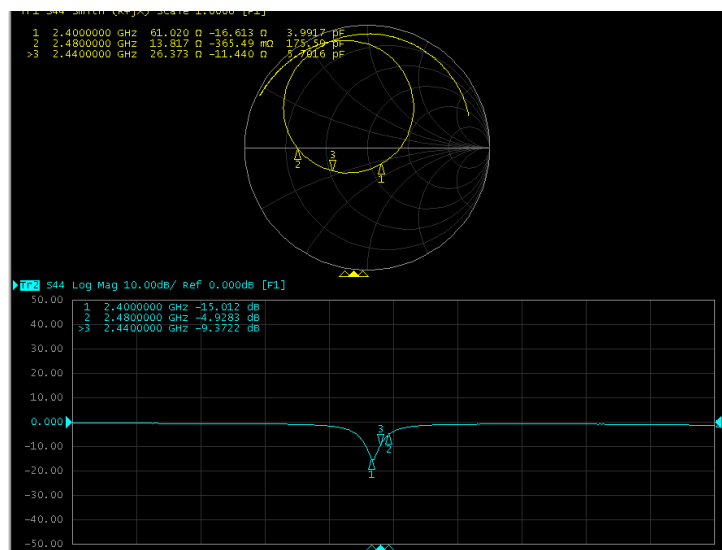 Tr1 S44 Smith (R+jX) Scale 1.0000 [F1]
1 2.4000000 GHz 61.020 Ω -16.613 Ω 3.9917 pF
2 2.4800000 GHz 13.817 Ω -365.49 mΩ 175.59 pF
>3 2.4400000 GHz 26.373 Ω -11.440 Ω 5.7016 pF
3
2
1
Tr2 S44 Log Mag 10.00dB/ Ref 0.000dB [F1]
50.00
1 2.4000000 GHz -15.012 dB
2 2.4800000 GHz -4.9283 dB
>3 2.4400000 GHz -9.3722 dB
40.00
30.00
20.00
10.00
0.000
3
-10.00
2
-20.00
1
-30.00
-40.00
-50.00